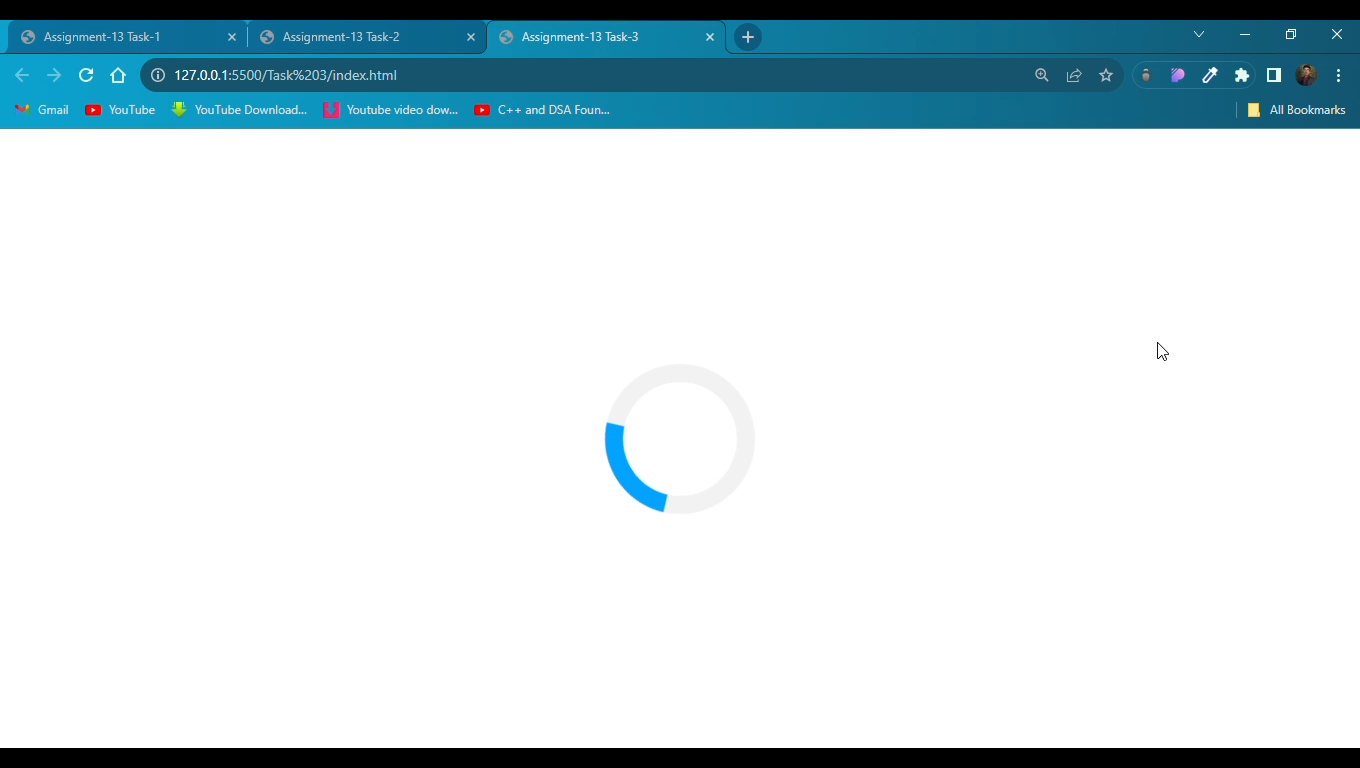 Assignment-13 Task-1
Assignment-13 Task-2
Assignment-13 Task-3
127.0.0.1:5500/Task%203/index.html
Gmail
YouTube
YouTube Download...
Youtube video dow...
C++ and DSA Foun...
All Bookmarks